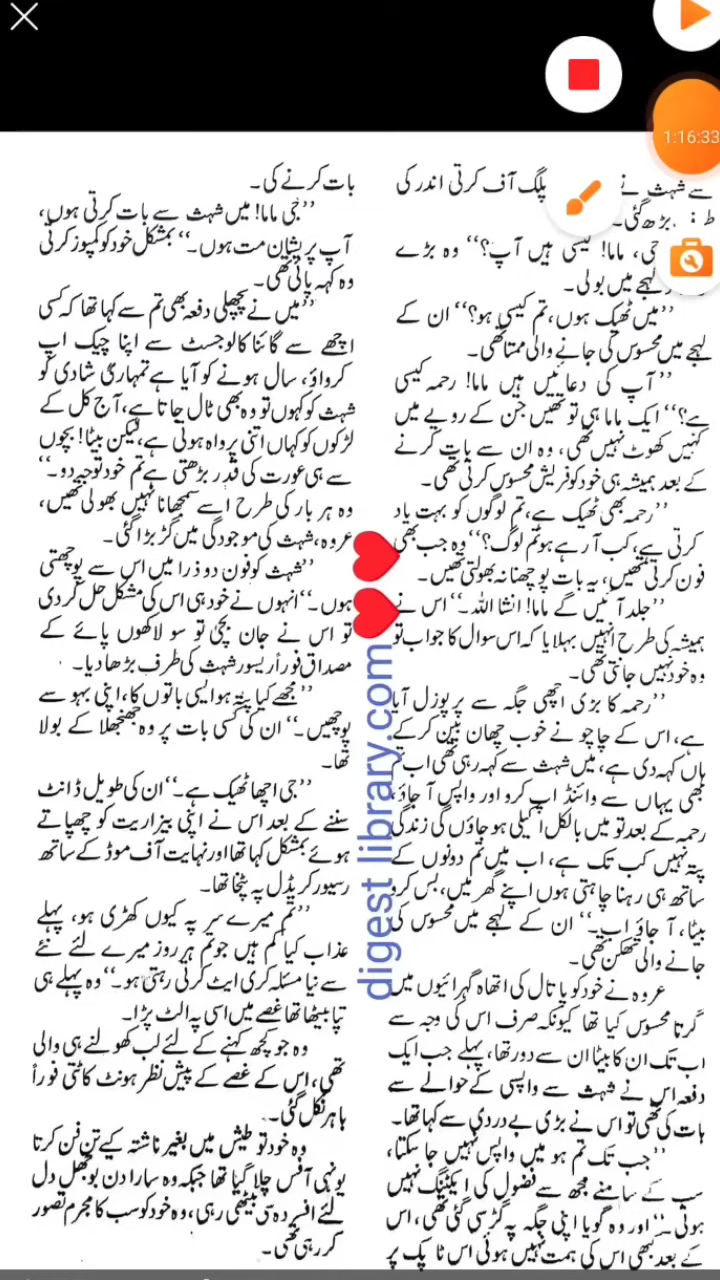 1:16:33
سے شہث نے پلگ آف کرتی اندر کی
ط : بڑھ گئی۔
جی، ماما! کیسی ہیں آپ؟‘‘ وہ بڑے
لہجے میں بولی۔
’’میں ٹھیک ہوں، تم کیسی ہو؟‘‘ ان کے
لہجے میں محسوس کی جانے والی ممتا تھی۔
’’آپ کی دعائیں ہیں ماما! رحمہ کیسی
ہے؟‘‘ ایک ماما ہی تو تھیں جن کے رویے میں
کہیں کھوٹ نہیں تھی، وہ ان سے بات کرنے
کے بعد ہمیشہ ہی خود کو فریش محسوس کرتی تھی۔
’’رحمہ بھی ٹھیک ہے، تم لوگوں کو بہت یاد
کرتی ہے، کب آ رہے ہو تم لوگ؟‘‘ وہ جب بھی
فون کرتی تھیں، یہ بات پوچھنا نہ بھولتی تھیں۔
’’جلد آئیں گے ماما! انشا اللہ۔‘‘ اس نے
ہمیشہ کی طرح انہیں بہلایا کہ اس سوال کا جواب تو
وہ خود نہیں جانتی تھی۔
’’رحمہ کا بڑی اچھی جگہ سے پرپوزل آیا
ہے، اس کے چاچو نے خوب چھان بین کر کے
ہاں کہہ دی ہے، میں شہث سے کہہ رہی تھی اب تم
بھی یہاں سے وائنڈ اپ کرو اور واپس آ جاؤ،
رحمہ کے بعد تو میں بالکل اکیلی ہو جاؤں گی زندگی
پتہ نہیں کب تک ہے، اب میں تم دونوں کے
ساتھ ہی رہنا چاہتی ہوں اپنے گھر میں، بس کرو
بیٹا، آ جاؤ اب۔‘‘ ان کے لہجے میں محسوس کی
جانے والی تھکن تھی۔
عروہ نے خود کو پاتال کی اتھاہ گہرائیوں میں
گرتا محسوس کیا تھا کیونکہ صرف اس کی وجہ سے
اب تک ان کا بیٹا ان سے دور تھا، پہلے جب ایک
دفعہ اس نے شہث سے واپسی کے حوالے سے
بات کی تھی تو اس نے بڑی بے دردی سے کہا تھا۔
’’جب تک تم ہو میں واپس نہیں جا سکتا،
سب کے سامنے مجھ سے فضول کی ایکٹنگ نہیں
ہوتی۔‘‘ اور وہ گویا اپنی جگہ پہ گڑ سی گئی تھی، اس
کے بعد بھی اس کی ہمت نہیں ہوئی اس ٹاپک پر
بات کرنے کی۔
’’جی ماما! میں شہث سے بات کرتی ہوں،
آپ پریشان مت ہوں۔‘‘ بمشکل خود کو کمپوز کرتی
وہ کہہ پائی تھی۔
’’میں نے پچھلی دفعہ بھی تم سے کہا تھا کہ کسی
اچھے سے گائنا کالوجسٹ سے اپنا چیک اپ
کرواؤ، سال ہونے کو آیا ہے تمہاری شادی کو
شہث کو کہوں تو وہ بھی ٹال جاتا ہے، آج کل کے
لڑکوں کو کہاں اتنی پرواہ ہوتی ہے، لیکن بیٹا! بچوں
سے ہی عورت کی قدر بڑھتی ہے تم خود توجہ دو۔‘‘
وہ ہر بار کی طرح اسے سمجھانا نہیں بھولی تھیں،
عروہ، شہث کی موجودگی میں گڑبڑا گئی۔
’’شہث کو فون دو ذرا میں اس سے پوچھتی
ہوں۔‘‘ انہوں نے خود ہی اس کی مشکل حل کر دی
تو اس نے جان بچی تو سو لاکھوں پائے کے
مصداق فوراً ریسور شہث کی طرف بڑھا دیا۔
’’مجھے کیا پتہ ہو ایسی باتوں کا، اپنی بہو سے
پوچھیں۔‘‘ ان کی کسی بات پر وہ جھنجھلا کے بولا
تھا۔
’’جی اچھا ٹھیک ہے۔‘‘ ان کی طویل ڈانٹ
سننے کے بعد اس نے اپنی بیزاریت کو چھپاتے
ہوئے بمشکل کہا تھا اور نہایت آف موڈ کے ساتھ
رسیور کریڈل پہ پٹخا تھا۔
’’تم میرے سر پہ کیوں کھڑی ہو، پہلے
عذاب کیا کم ہیں جو تم ہر روز میرے لئے نئے
سے نیا مسئلہ کری ایٹ کرتی رہتی ہو۔‘‘ وہ پہلے ہی
تپا بیٹھا تھا غصے میں اسی پہ الٹ پڑا۔
وہ جو کچھ کہنے کے لئے لب کھولنے ہی والی
تھی، اس کے غصے کے پیش نظر ہونٹ کاٹتی فوراً
باہر نکل گئی۔
وہ خود تو طیش میں بغیر ناشتہ کیے تن فن کرتا
یونہی آفس چلا گیا تھا جبکہ وہ سارا دن بوجھل دل
لئے افسردہ سی بیٹھی رہی، وہ خود کو سب کا مجرم تصور
کر رہی تھی۔
digest library.com